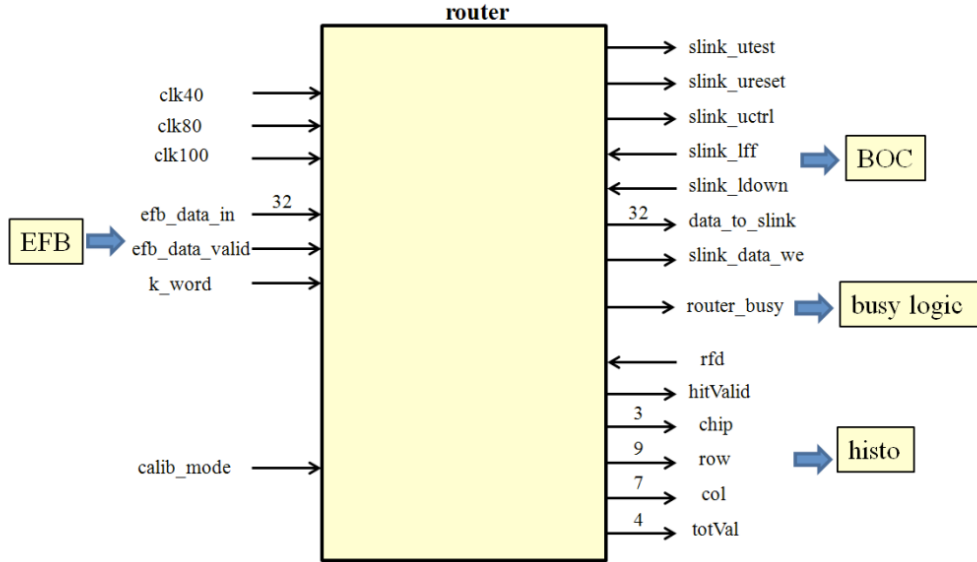 router
clk40
clk80
clk100
EFB
32
efb_data_in
efb_data_valid
k_word
calib_mode
slink_utest
slink_ureset
slink_uctrl
slink_lff
slink_ldown
32
data_to_slink
slink_data_we
BOC
router_busy
busy logic
rfd
hitValid
3
chip
9
row
7
col
4
totVal
histo